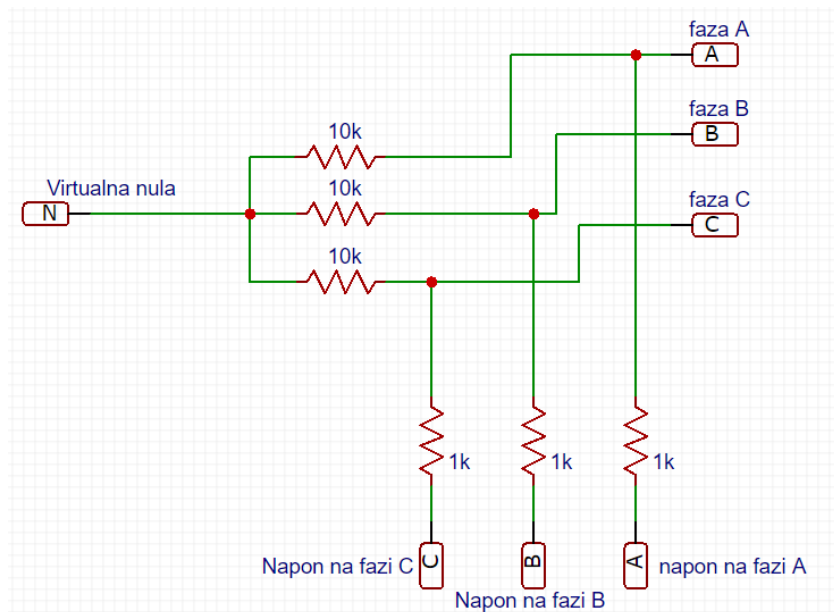 faza A
A
faza B
10k
B
Virtualna nula
10k
faza C
N
C
10k
1k
1k
1k
Napon na fazi C
C
B
A
napon na fazi A
Napon na fazi B